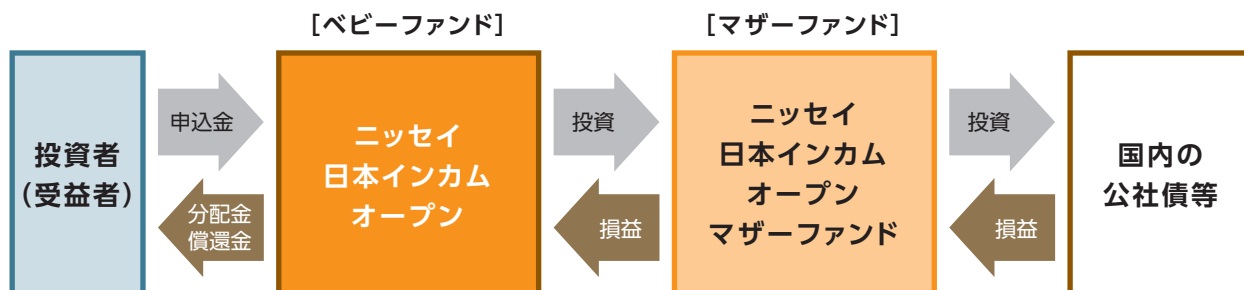 [ベビーファンド]
[マザーファンド]
投資者
(受益者)
申込金
分配金
償還金
ニッセイ
日本インカム
オープン
投資
損益
ニッセイ
日本インカム
オープン
マザーファンド
投資
損益
国内の
公社債等